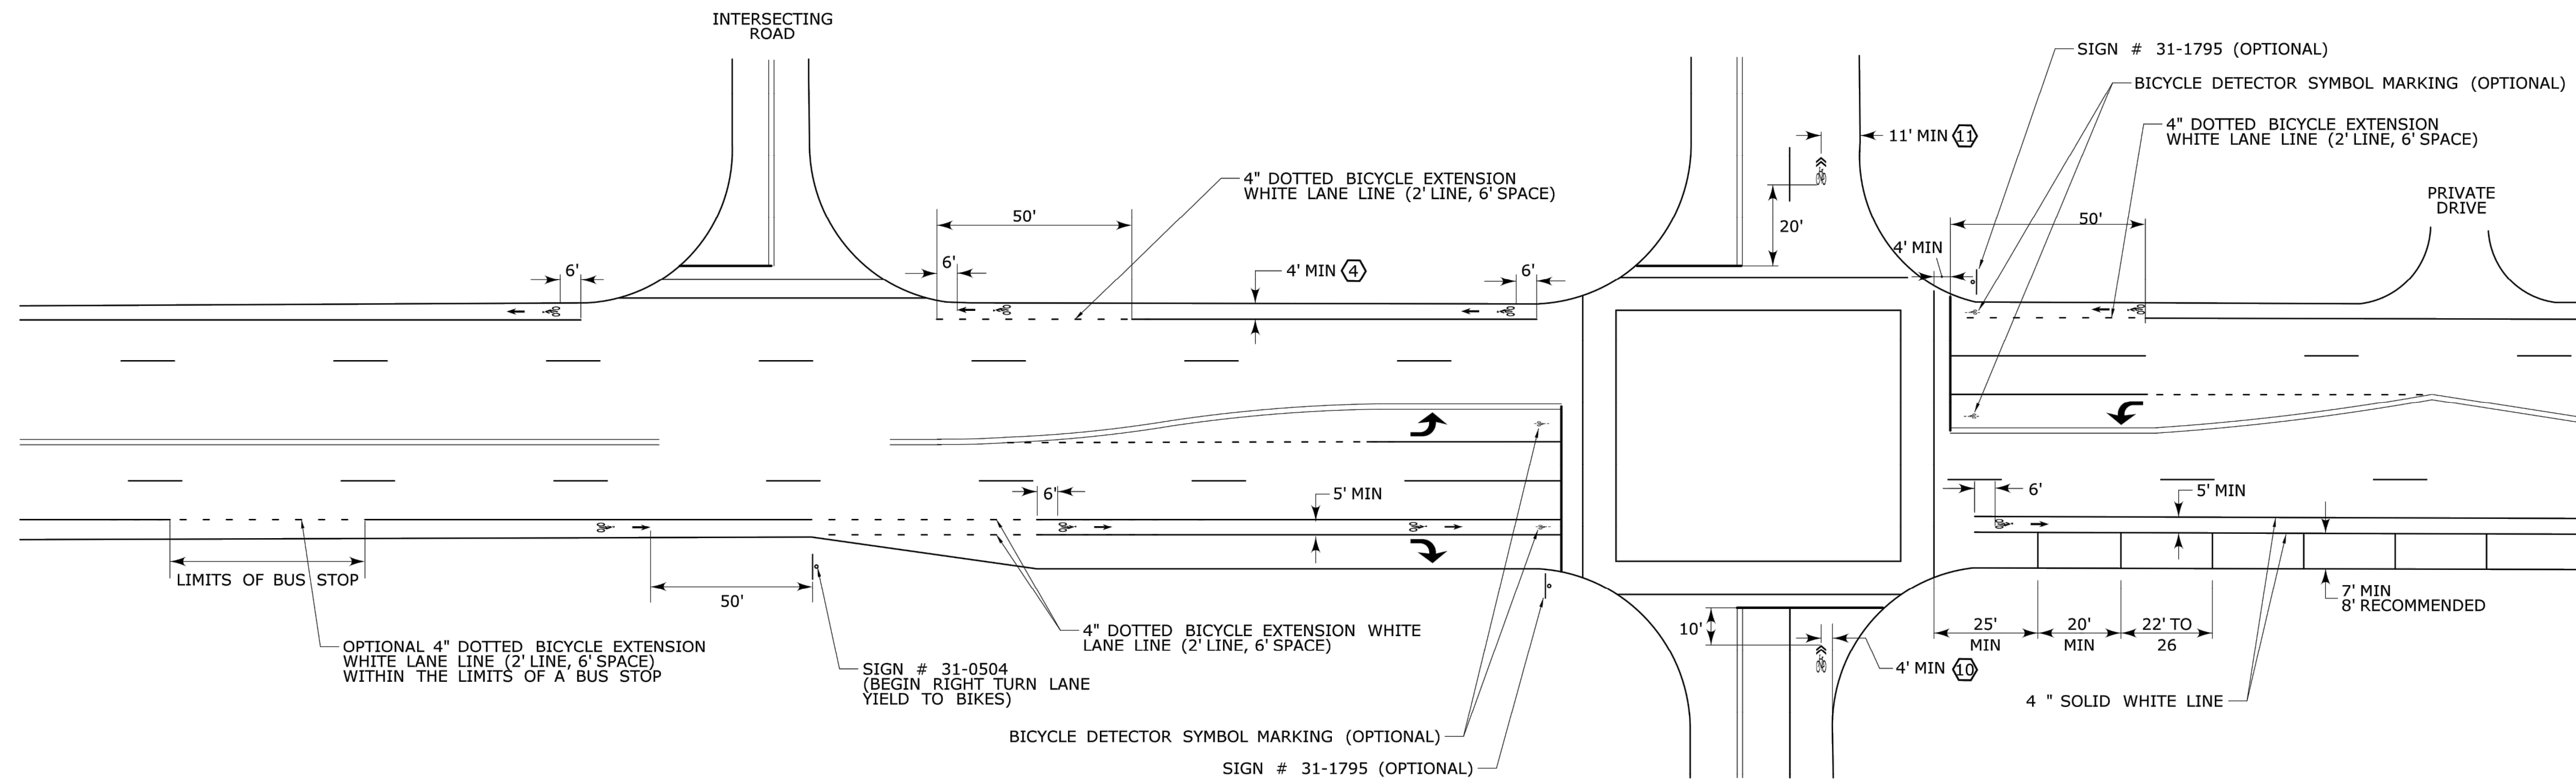 INTERSECTING
ROAD
SIGN # 31-1795 (OPTIONAL)
BICYCLE DETECTOR SYMBOL MARKING (OPTIONAL)
4" DOTTED BICYCLE EXTENSION
WHITE LANE LINE (2' LINE, 6' SPACE)
11' MIN 11
4" DOTTED BICYCLE EXTENSION
WHITE LANE LINE (2' LINE, 6' SPACE)
PRIVATE
DRIVE
50'
20'
50'
4' MIN
6'
6'
4' MIN 4
6'
6'
5' MIN
6'
5' MIN
LIMITS OF BUS STOP
50'
7' MIN
8' RECOMMENDED
OPTIONAL 4" DOTTED BICYCLE EXTENSION
WHITE LANE LINE (2' LINE, 6' SPACE)
WITHIN THE LIMITS OF A BUS STOP
SIGN # 31-0504
(BEGIN RIGHT TURN LANE
YIELD TO BIKES)
4" DOTTED BICYCLE EXTENSION WHITE
LANE LINE (2' LINE, 6' SPACE)
10'
4' MIN 10
25'
MIN
20'
MIN
22' TO
26
4 " SOLID WHITE LINE
BICYCLE DETECTOR SYMBOL MARKING (OPTIONAL)
SIGN # 31-1795 (OPTIONAL)